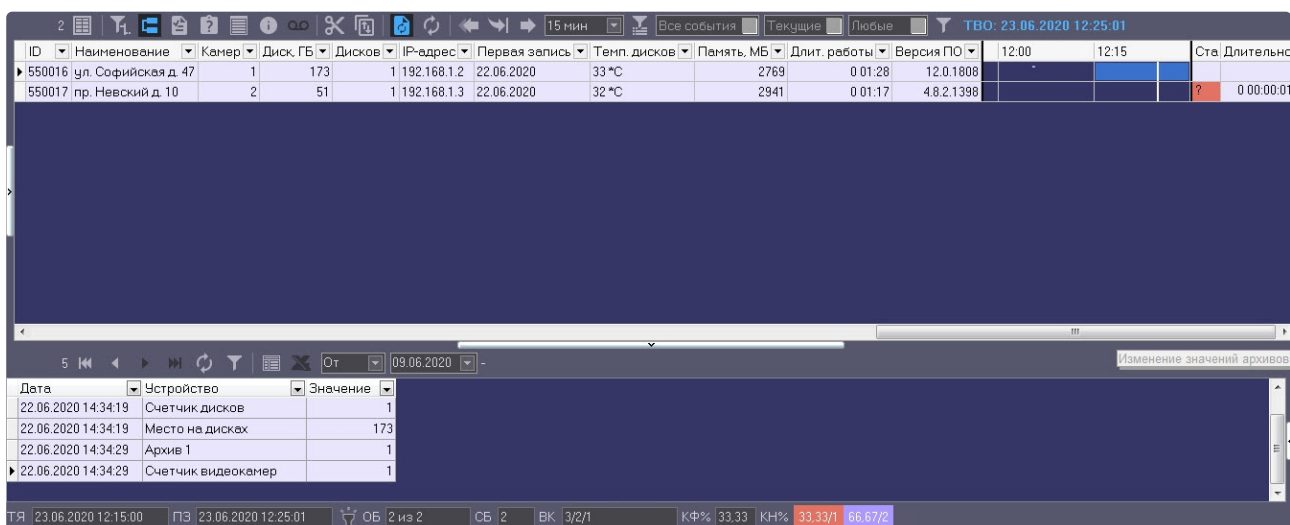 2 15 мин Все события Текущие Любые ТВО: 23.06.2020 12:25:01
ID Наименование Камер Диск, ГБ Дисков IP-адрес Первая запись Темп. дисков Память, МБ Длит. работы Версия ПО 12:00 12:15 Ста Длительно
550016 ул. Софийская д. 47 1 173 1 192.168.1.2 22.06.2020 33 *C 2769 0 01:28 12.0.1808
550017 пр. Невский д. 10 2 51 1 192.168.1.3 22.06.2020 32 *C 2941 0 01:17 4.8.2.1398 ? 0 00:00:01
5 От 09.06.2020 - Изменение значений архивов
Дата Устройство Значение
22.06.2020 14:34:19 Счетчик дисков 1
22.06.2020 14:34:19 Место на дисках 173
22.06.2020 14:34:29 Архив 1 1
22.06.2020 14:34:29 Счетчик видеокамер 1
ТЯ 23.06.2020 12:15:00 ПЗ 23.06.2020 12:25:01 ОБ 2 из 2 СБ 2 ВК 3/2/1 КФ% 33,33 КН% 33,33/1 66,67/2